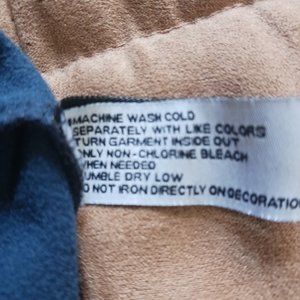 MACHINE WASH COLD
SEPARATELY WITH LIKE COLORS
TURN GARMENT INSIDE OUT
ONLY NON-CHLORINE BLEACH
WHEN NEEDED
TUMBLE DRY LOW
DO NOT IRON DIRECTLY ON DECORATION